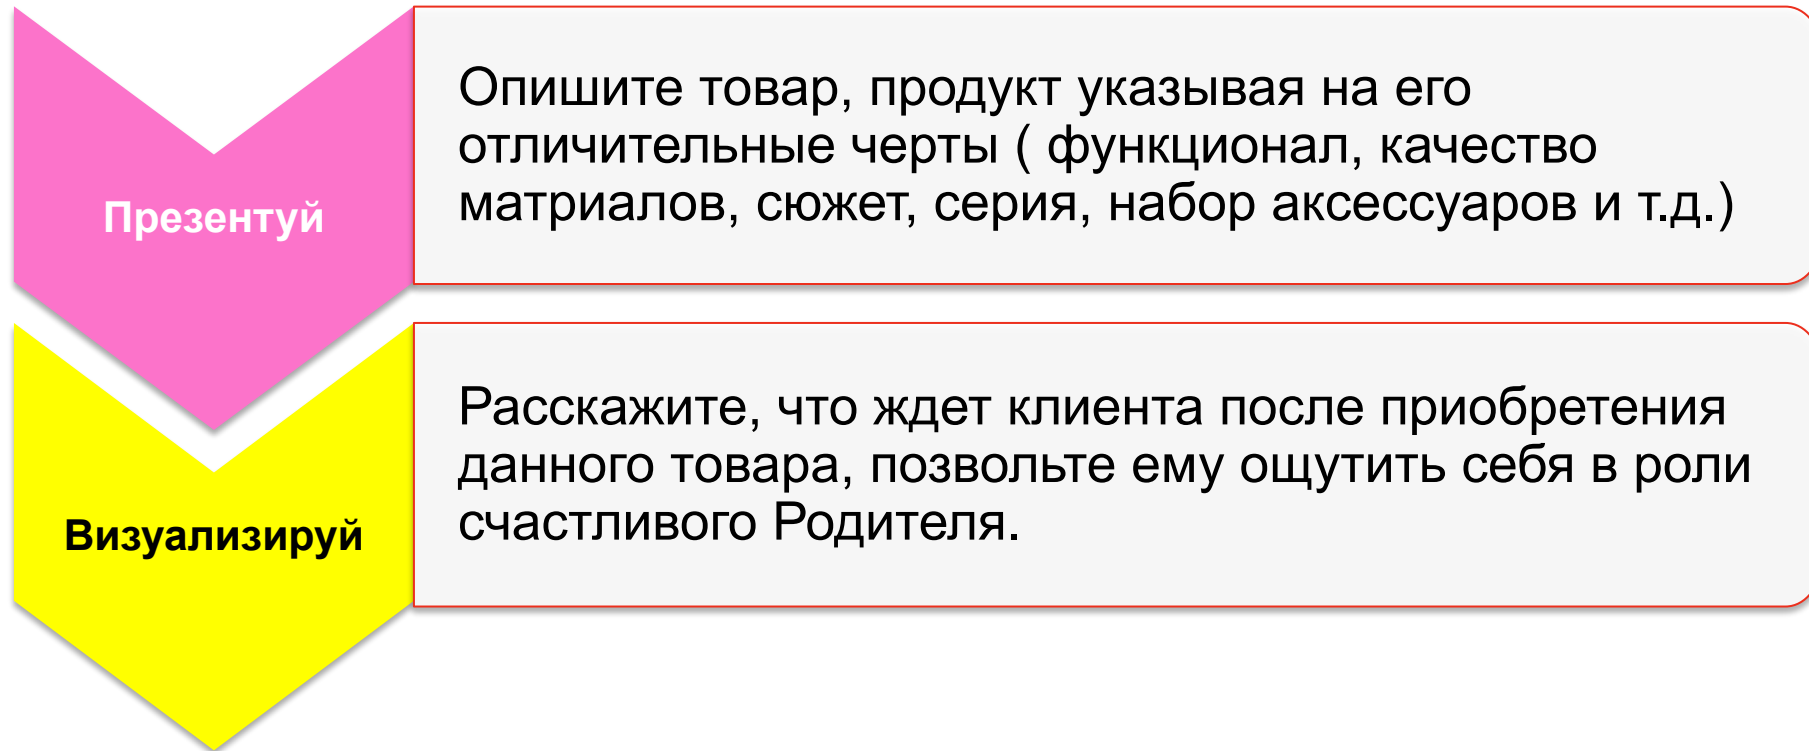 Презентуй
Опишите товар, продукт указывая на его
отличительные черты ( функционал, качество
матриалов, сюжет, серия, набор аксессуаров и т.д.)
Визуализируй
Расскажите, что ждет клиента после приобретения
данного товара, позвольте ему ощутить себя в роли
счастливого Родителя.